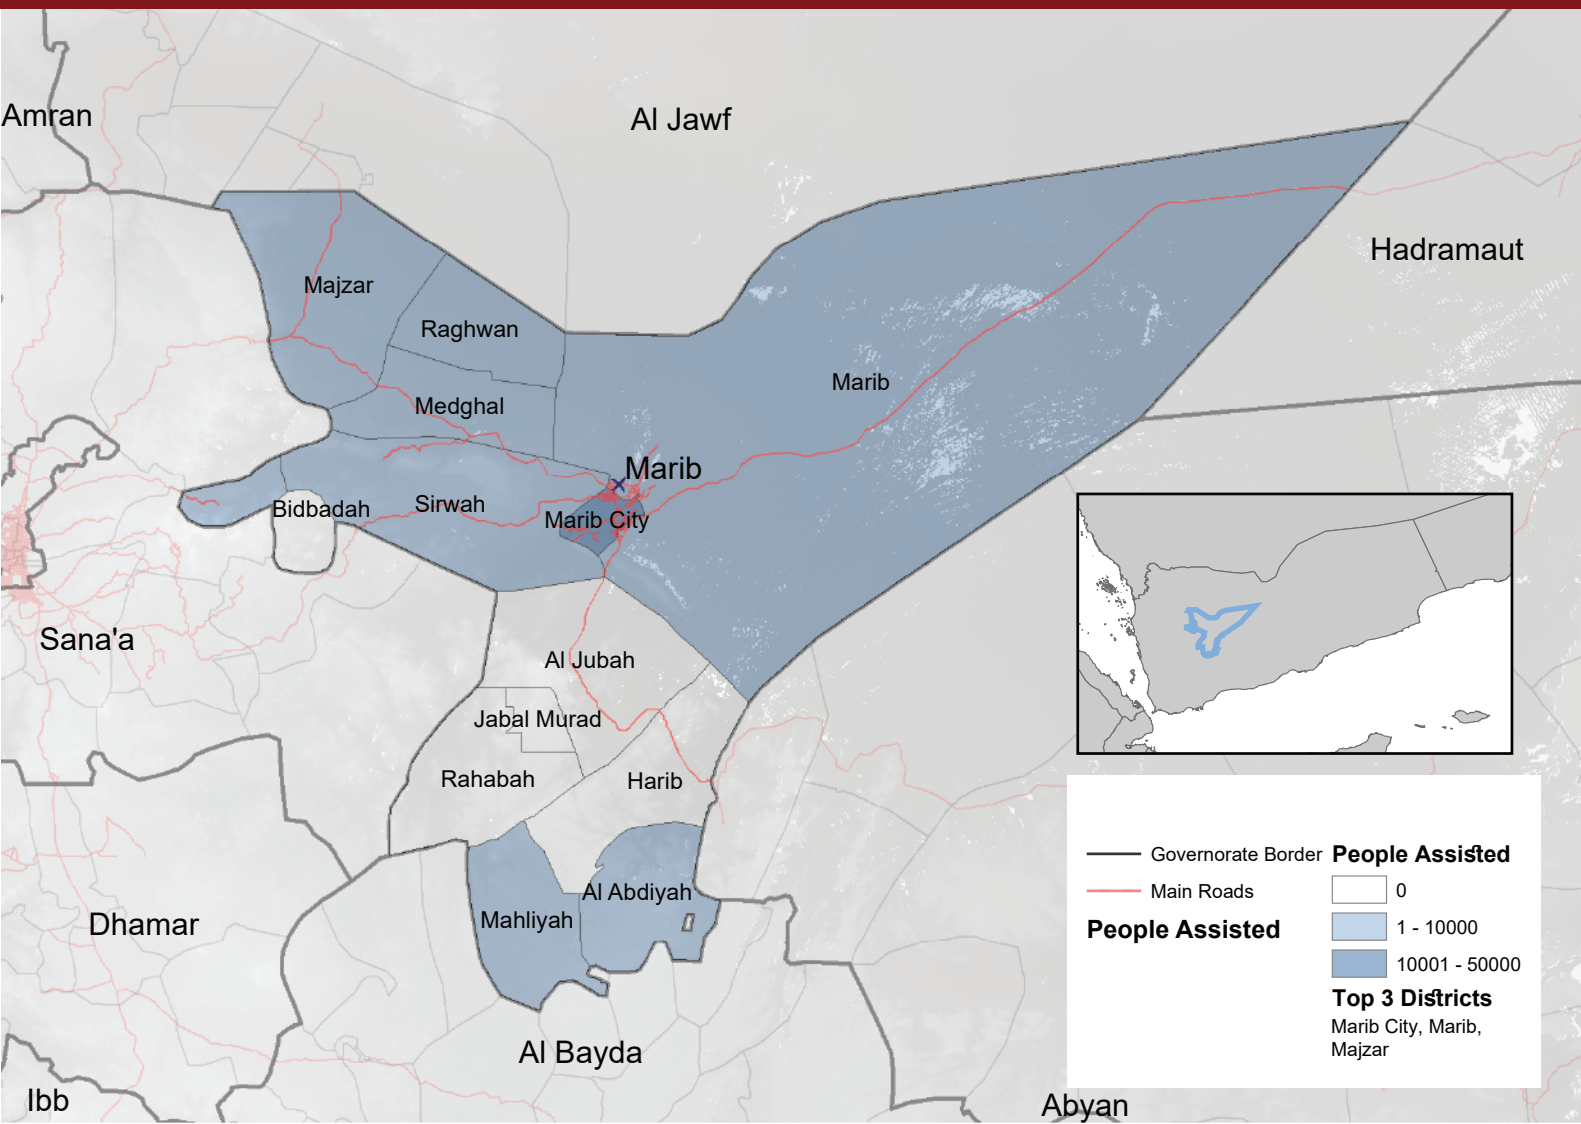 Amran
Al Jawf
Hadramaut
Majzar
Raghwan
Marib
Medghal
Marib
Sirwah
Bidbadah
Marib City
Sana'a
Al Jubah
Jabal Murad
Rahabah
Harib
Al Abdiyah
Mahliyah
Dhamar
Al Bayda
Ibb
Abyan
Governorate Border
Main Roads
People Assisted
People Assisted
0
1 - 10000
10001 - 50000
Top 3 Districts
Marib City, Marib,
Majzar